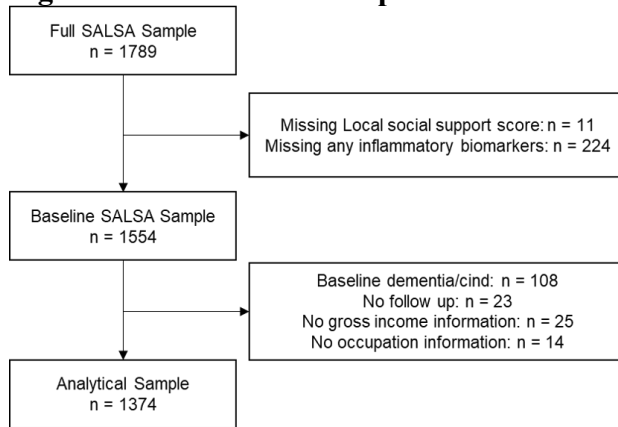 Full SALSA Sample
n = 1789
Missing Local social support score: n = 11
Missing any inflammatory biomarkers: n = 224
Baseline SALSA Sample
n = 1554
Baseline dementia/cind: n = 108
No follow up: n = 23
No gross income information: n = 25
No occupation information: n = 14
Analytical Sample
n = 1374